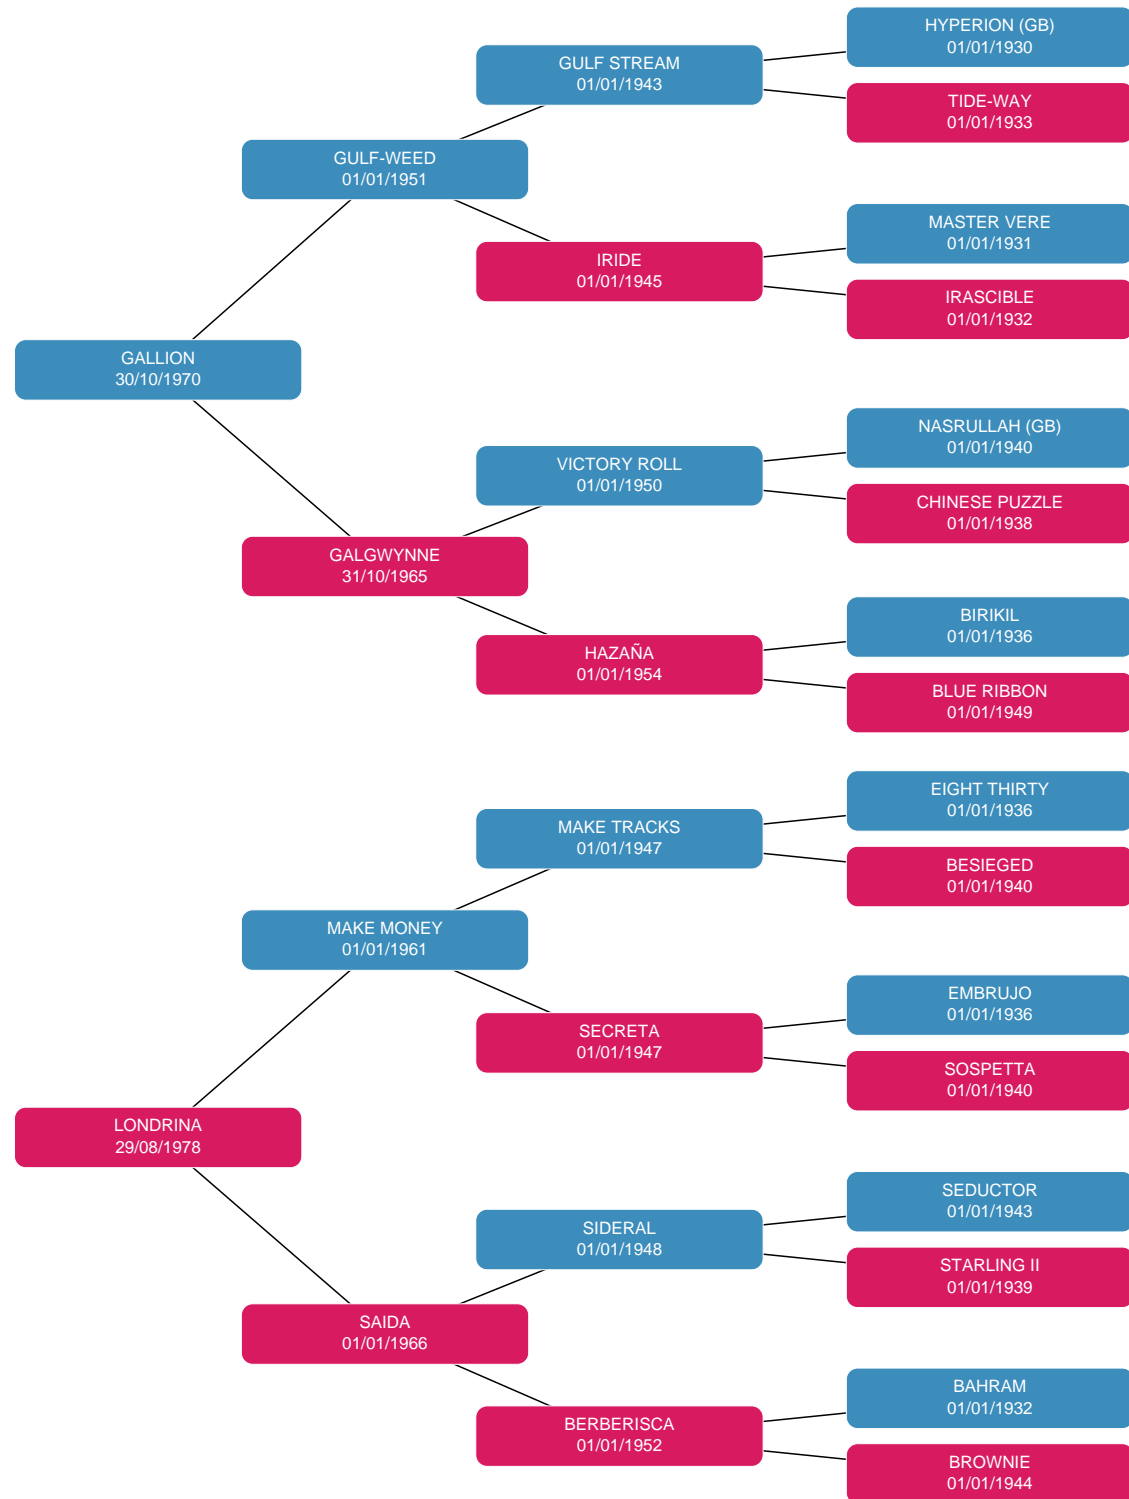 HYPERION (GB)
01/01/1930
GULF STREAM
01/01/1943
TIDE-WAY
01/01/1933
GULF-WEED
01/01/1951
MASTER VERE
01/01/1931
IRIDE
01/01/1945
IRASCIBLE
01/01/1932
GALLION
30/10/1970
NASRULLAH (GB)
01/01/1940
VICTORY ROLL
01/01/1950
CHINESE PUZZLE
01/01/1938
GALGWYNNE
31/10/1965
BIRIKIL
01/01/1936
HAZAÑA
01/01/1954
BLUE RIBBON
01/01/1949
EIGHT THIRTY
01/01/1936
MAKE TRACKS
01/01/1947
BESIEGED
01/01/1940
MAKE MONEY
01/01/1961
EMBRUJO
01/01/1936
SECRETA
01/01/1947
SOSPETTA
01/01/1940
LONDRINA
29/08/1978
SEDUCTOR
01/01/1943
SIDERAL
01/01/1948
STARLING II
01/01/1939
SAIDA
01/01/1966
BAHRAM
01/01/1932
BERBERISCA
01/01/1952
BROWNIE
01/01/1944